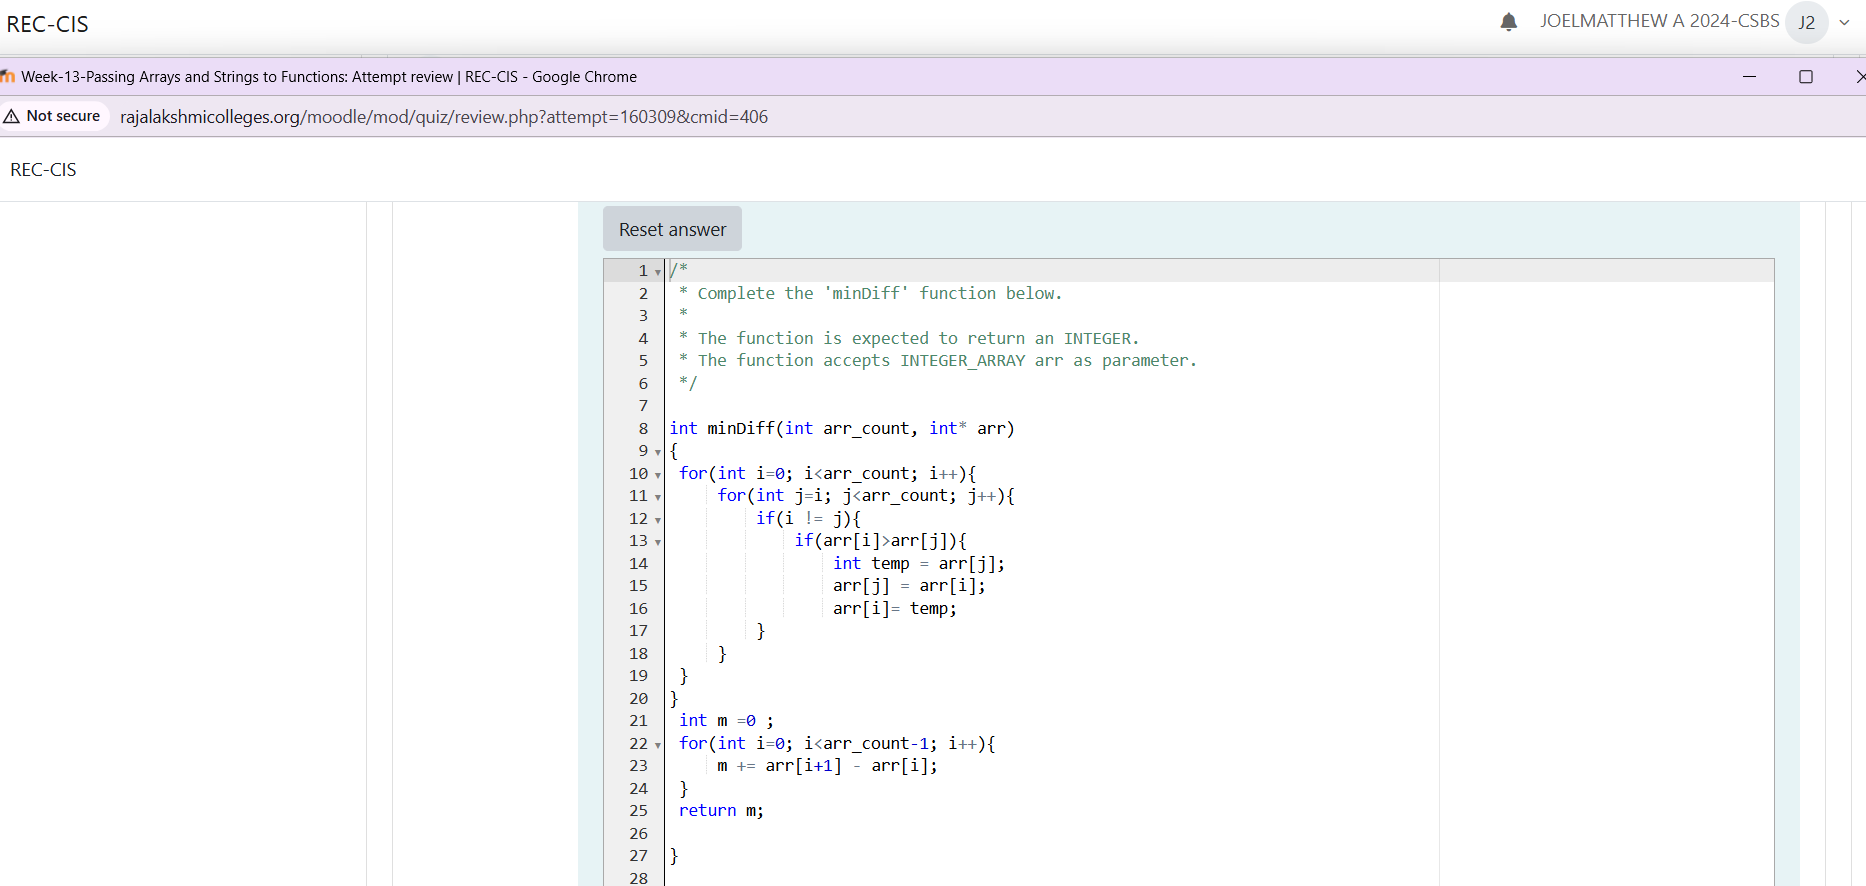 REC-CIS
JOELMATTHEW A 2024-CSBS J2
Week-13-Passing Arrays and Strings to Functions: Attempt review | REC-CIS - Google Chrome
Not secure rajalakshmicolleges.org/moodle/mod/quiz/review.php?attempt=160309&cmid=406
REC-CIS
Reset answer
1 /*
2  * Complete the 'minDiff' function below.
3  *
4  * The function is expected to return an INTEGER.
5  * The function accepts INTEGER_ARRAY arr as parameter.
6  */
7
8 int minDiff(int arr_count, int* arr)
9 {
10  for(int i=0; i<arr_count; i++){
11      for(int j=i; j<arr_count; j++){
12          if(i != j){
13              if(arr[i]>arr[j]){
14                  int temp = arr[j];
15                  arr[j] = arr[i];
16                  arr[i]= temp;
17          }
18      }
19  }
20 }
21  int m =0 ;
22  for(int i=0; i<arr_count-1; i++){
23      m += arr[i+1] - arr[i];
24  }
25  return m;
26
27 }
28